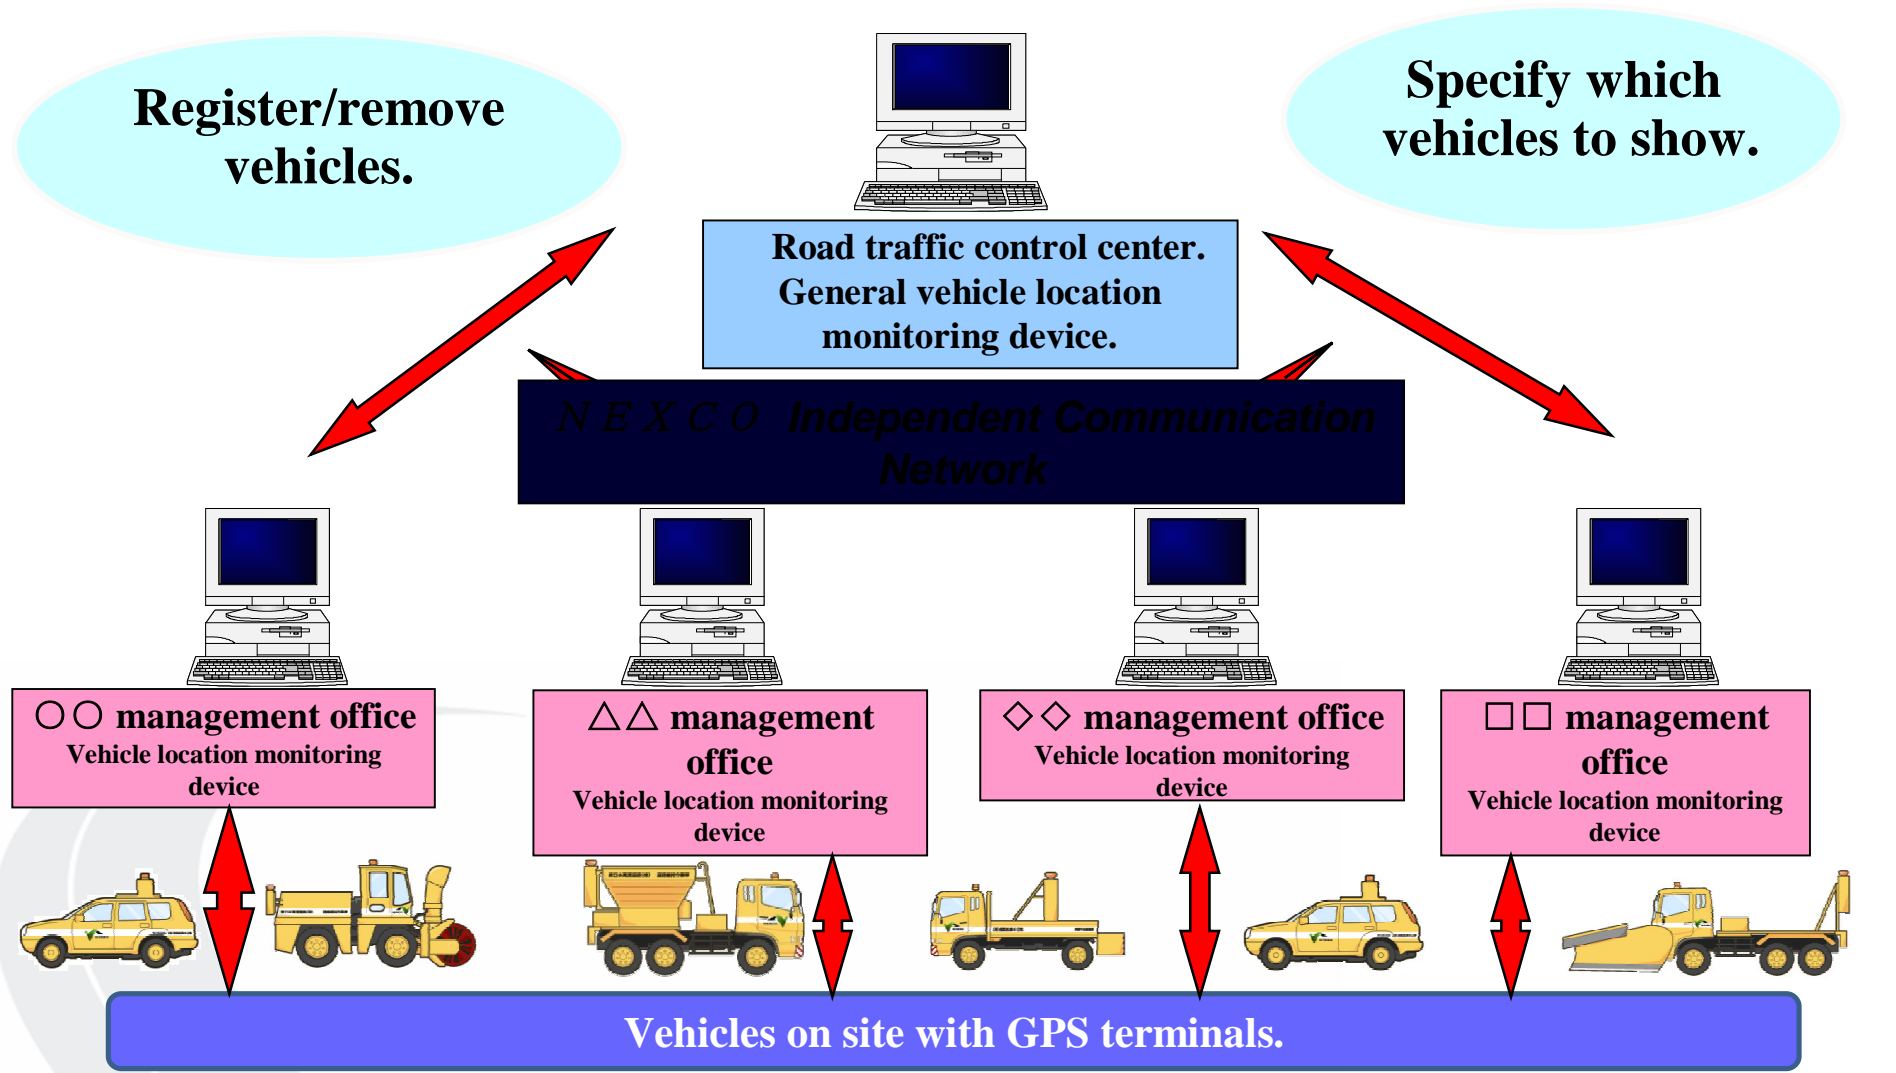 Register/remove
vehicles.
Specify which
vehicles to show.
Road traffic control center.
General vehicle location
monitoring device.
ＮＥＸＣＯ Independent Communication
Network
○○ management office
Vehicle location monitoring
device
△△ management
office
Vehicle location monitoring
device
◇◇ management office
Vehicle location monitoring
device
□□ management
office
Vehicle location monitoring
device
Vehicles on site with GPS terminals.